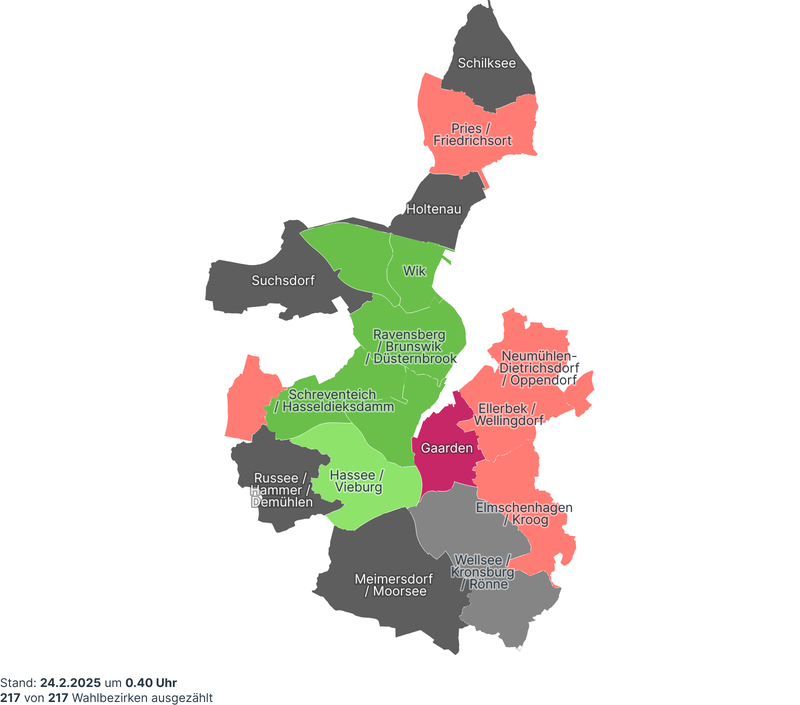 Schilksee
Pries /
Friedrichsort
Holtenau
Wik
Suchsdorf
Ravensberg
/ Brunswik
/ Düsternbrook
Neumühlen-
Dietrichsdorf
/ Oppendorf
Schreventeich
/ Hasseldieksdamm
Ellerbek /
Wellingdorf
Gaarden
Russee /
Hammer /
Demühlen
Hassee /
Vieburg
Elmschenhagen
/ Kroog
Wellsee /
Kronsburg
/ Rönne
Meimersdorf
/ Moorsee
Stand: 24.2.2025 um 0.40 Uhr
217 von 217 Wahlbezirken ausgezählt